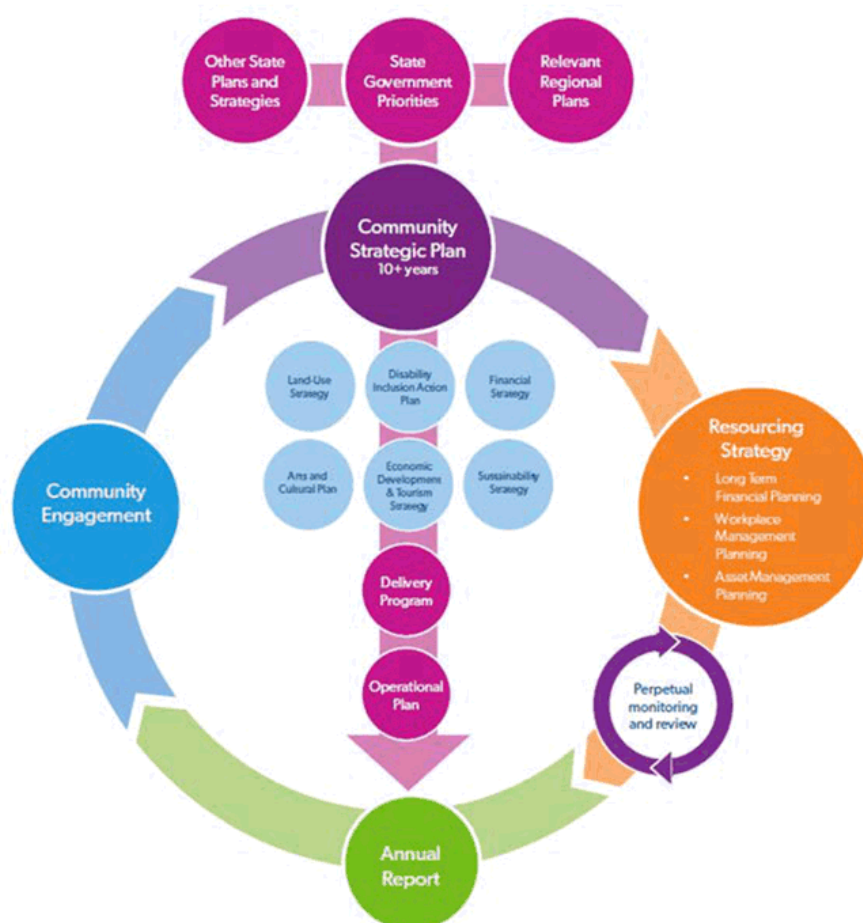 Other State
Plans and
Strategies
State
Government
Priorities
Relevant
Regional
Plans
Community
Strategic Plan
10+ years
Land-Use
Strategy
Disability
Inclusion Action
Plan
Financial
Strategy
Arts and
Cultural Plan
Economic
Development
& Tourism
Strategy
Sustainability
Strategy
Community
Engagement
Resourcing
Strategy
• Long Term
Financial Planning
• Workplace
Management
Planning
• Asset Management
Planning
Delivery
Program
Operational
Plan
Perpetual
monitoring
and review
Annual
Report